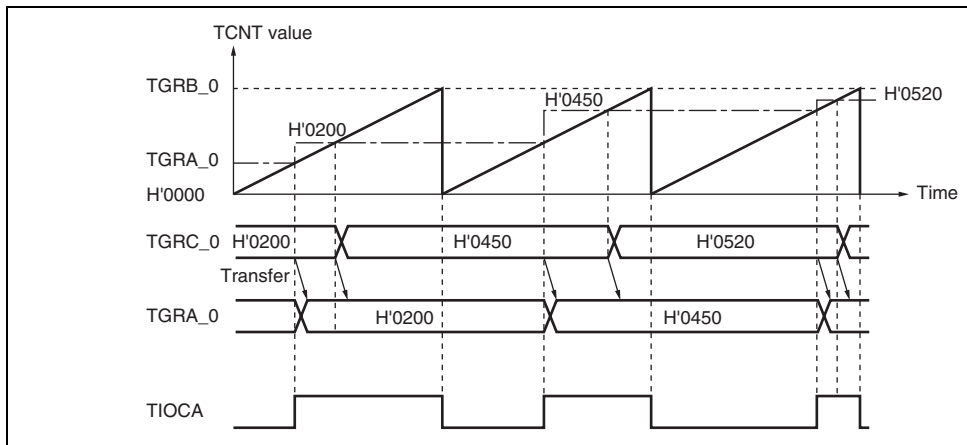 TCNT value
TGRB_0
H'0520
H'0450
H'0200
TGRA_0
H'0000
Time
TGRC_0
H'0200
H'0450
H'0520
Transfer
TGRA_0
H'0200
H'0450
TIOCA